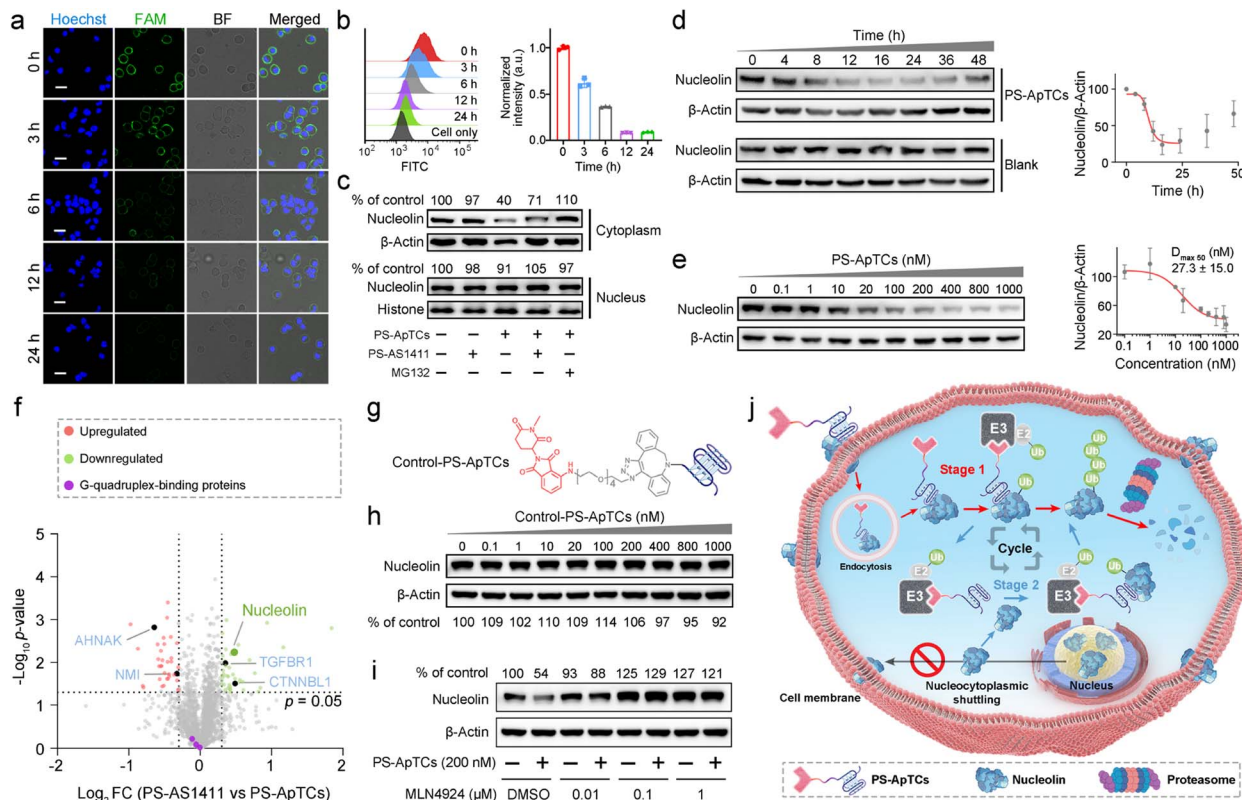 a
Hoechst FAM BF Merged
0 h
3 h
6 h
12 h
24 h
b
0 h
3 h
6 h
12 h
24 h
Cell only
10² 10³ 10⁴ 10⁵
FITC
Normalized intensity (a.u.)
1.0
0.5
0.0
0 3 6 12 24
Time (h)
c
% of control 100 97 40 71 110
Nucleolin
β-Actin
Cytoplasm
% of control 100 98 91 105 97
Nucleolin
Histone
Nucleus
PS-ApTCs − − + + +
PS-AS1411 − + − + −
MG132 − − − − +
d
Time (h)
0 4 8 12 16 24 36 48
Nucleolin
β-Actin
PS-ApTCs
Nucleolin
β-Actin
Blank
Nucleolin/β-Actin
100
50
0
0 25 50
Time (h)
e
PS-ApTCs (nM)
0 0.1 1 10 20 100 200 400 800 1000
Nucleolin
β-Actin
Nucleolin/β-Actin
100
80
60
40
20
D max 50 (nM)
27.3 ± 15.0
0.1 1 10 100 1000
Concentration (nM)
f
Upregulated
Downregulated
G-quadruplex-binding proteins
-Log₁₀ p-value
5
4
3
2
1
0
AHNAK
NMI
Nucleolin
TGFBR1
CTNNBL1
p = 0.05
-2 -1 0 1 2
Log₂ FC (PS-AS1411 vs PS-ApTCs)
g
Control-PS-ApTCs
N
O
N
O
O
N
O
H
N
O
4
N
N
N
N
h
Control-PS-ApTCs (nM)
0 0.1 1 10 20 100 200 400 800 1000
Nucleolin
β-Actin
% of control 100 109 102 110 109 114 106 97 95 92
i
% of control 100 54 93 88 125 129 127 121
Nucleolin
β-Actin
PS-ApTCs (200 nM) − + − + − + − +
MLN4924 (μM) DMSO 0.01 0.1 1
j
E3
E2
Ub
Stage 1
Ub
Ub
Ub
Ub
Endocytosis
Cycle
Ub
E2
E3
Stage 2
Ub
E2
E3
Ub
Nucleocytoplasmic
shuttling
Nucleus
Cell membrane
PS-ApTCs
Nucleolin
Proteasome